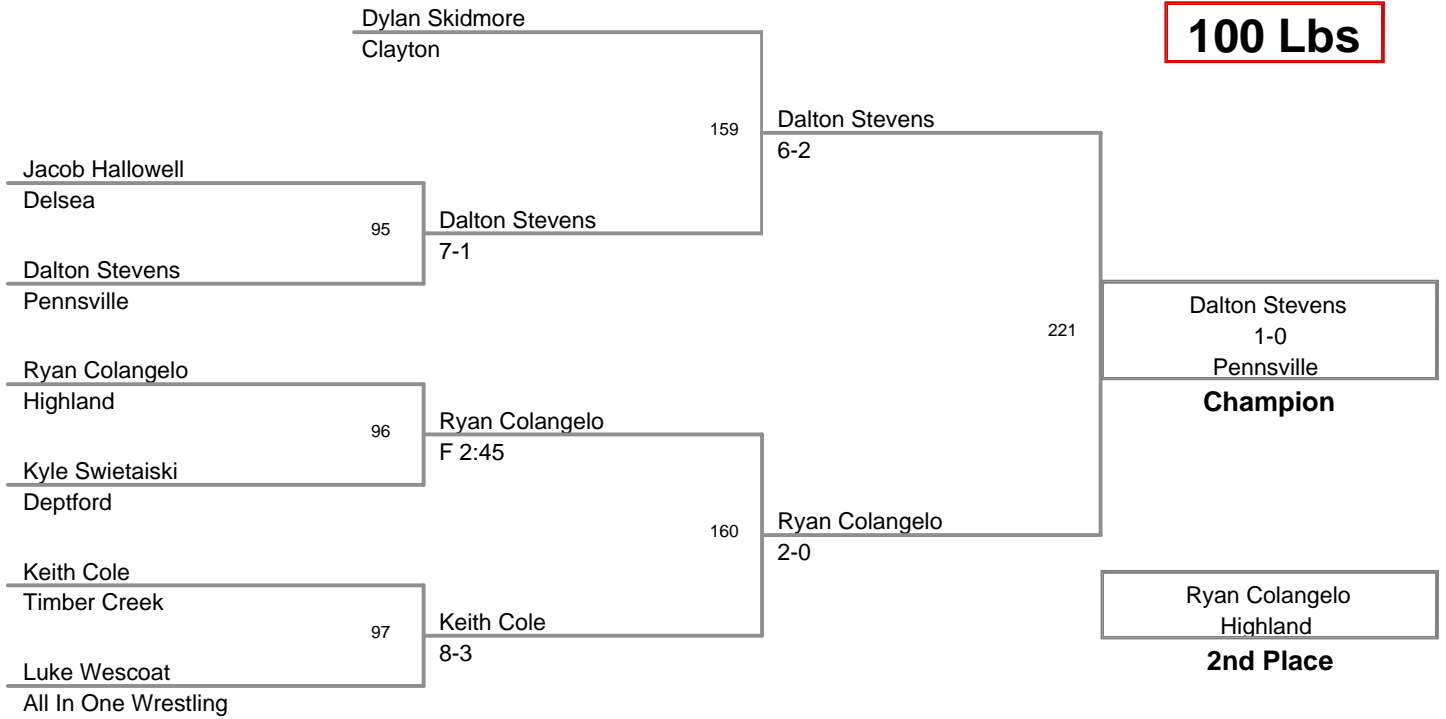 Dylan Skidmore
100 Lbs
Clayton
159
Dalton Stevens
6-2
Jacob Hallowell
Delsea
95
Dalton Stevens
7-1
Dalton Stevens
Pennsville
221
Dalton Stevens
1-0
Pennsville
Champion
Ryan Colangelo
Highland
96
Ryan Colangelo
F 2:45
Kyle Swietaiski
Deptford
160
Ryan Colangelo
2-0
Keith Cole
Timber Creek
97
Keith Cole
8-3
Luke Wescoat
All In One Wrestling
Ryan Colangelo
Highland
2nd Place